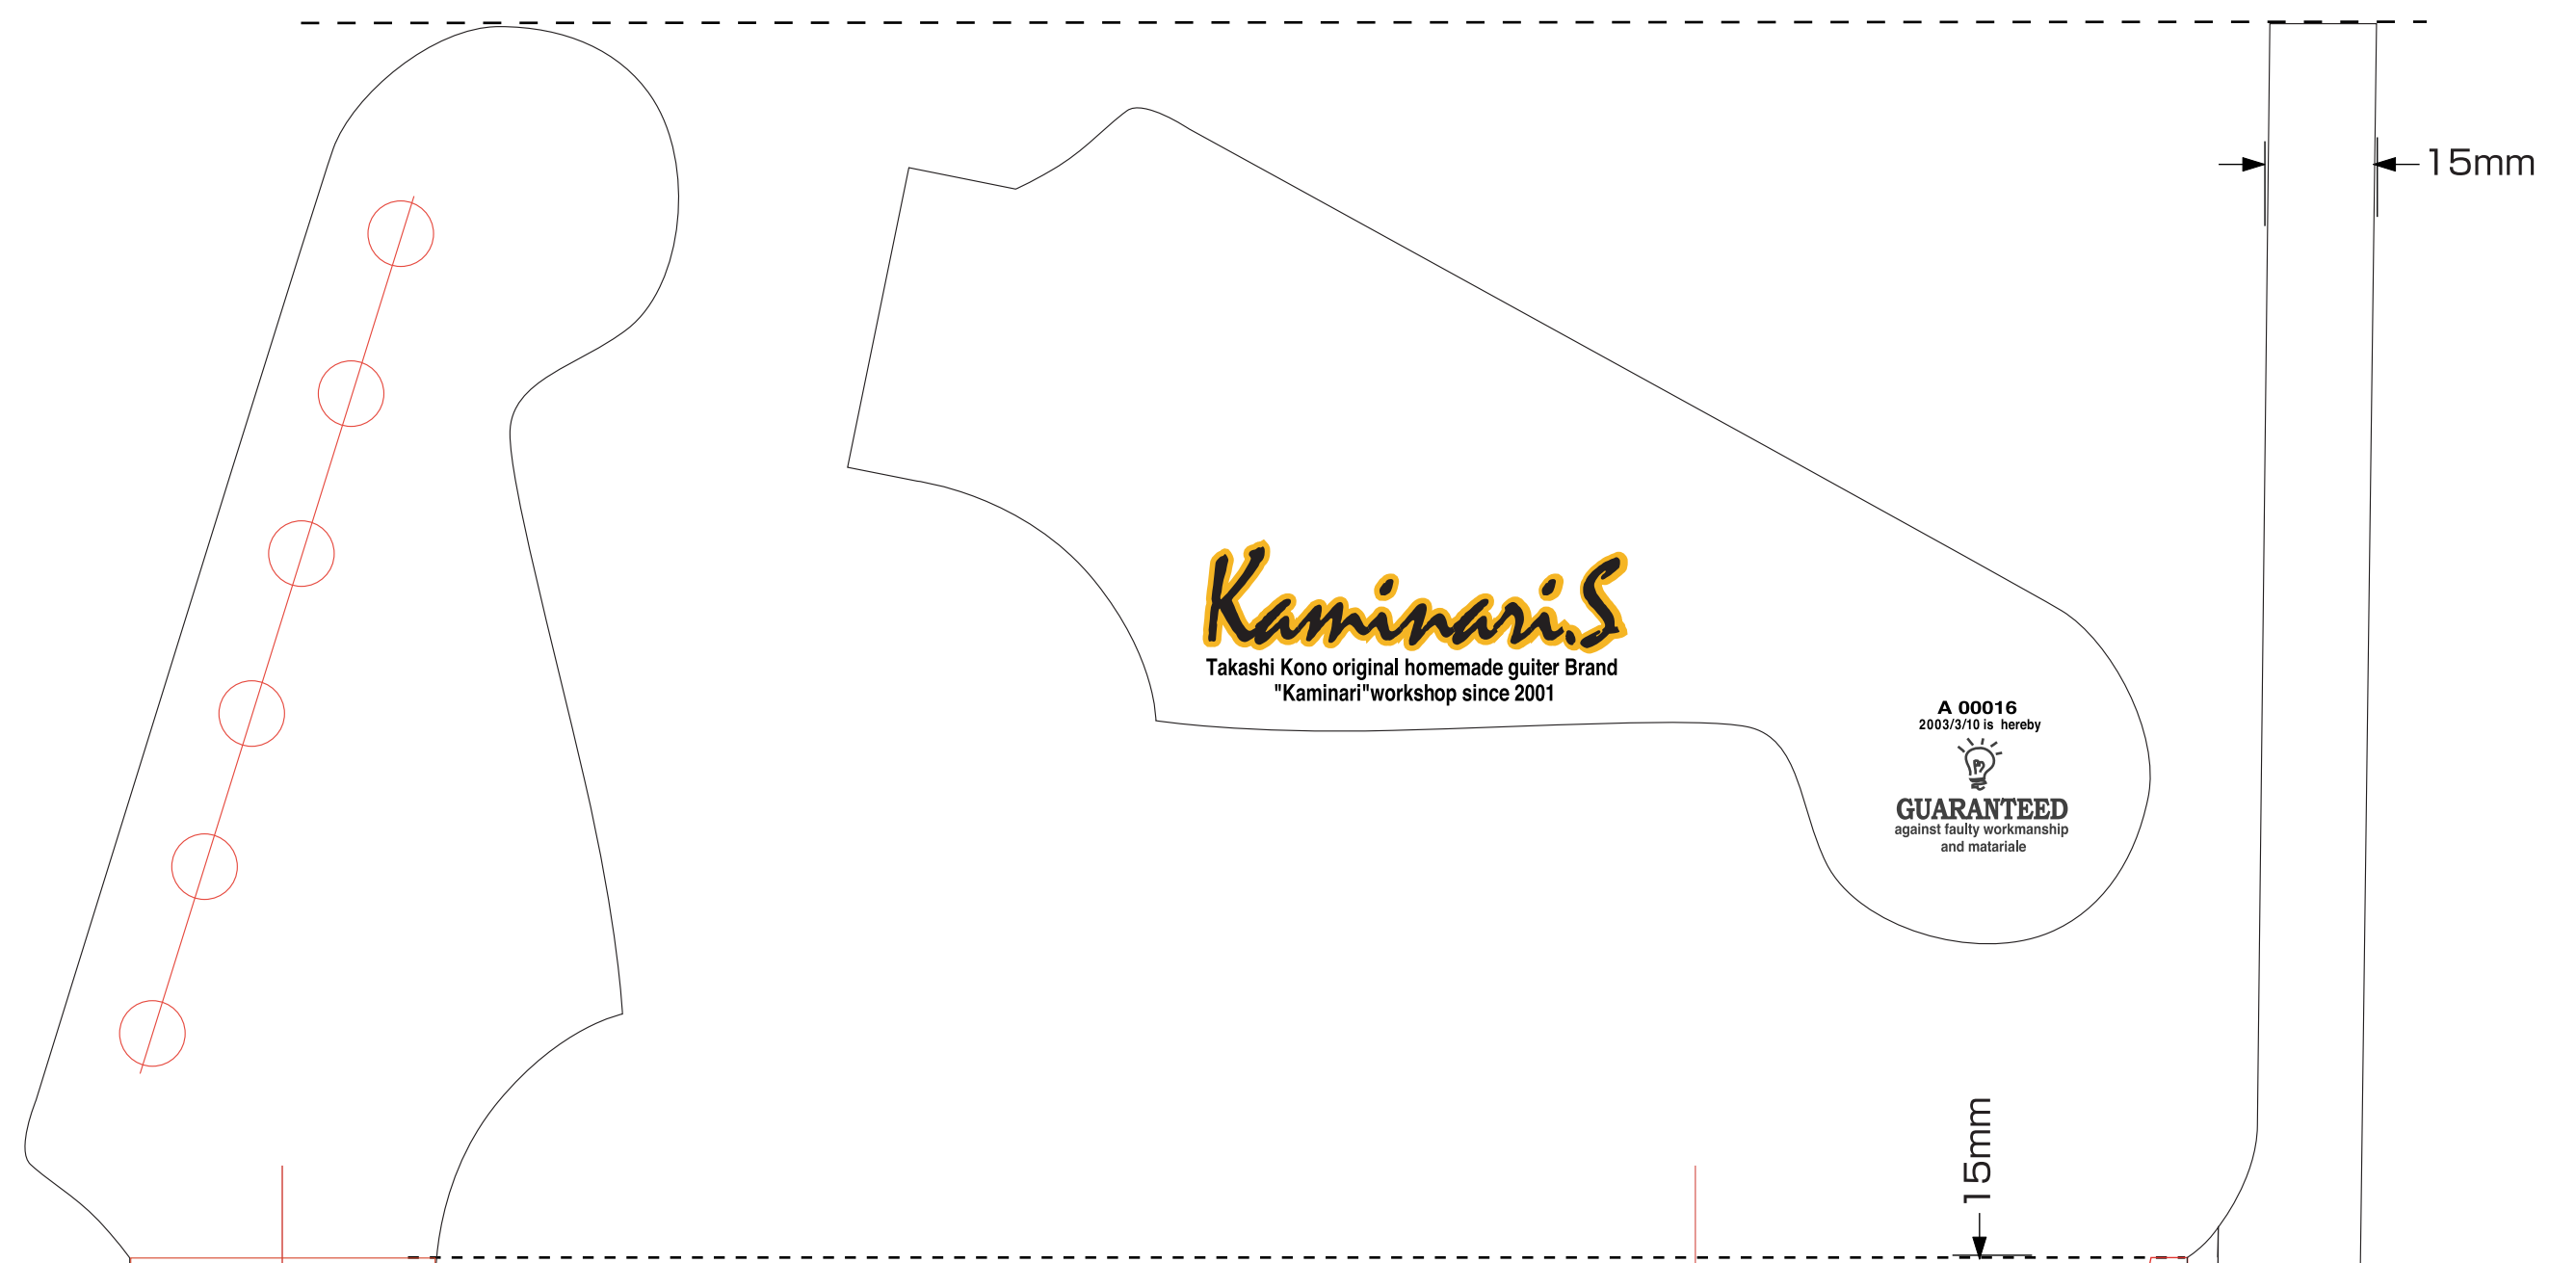 15mm
Kaminari.S
Takashi Kono original homemade guiter Brand
"Kaminari"workshop since 2001
A 00016
2003/3/10 is hereby
GUARANTEED
against faulty workmanship
and matariale
15mm